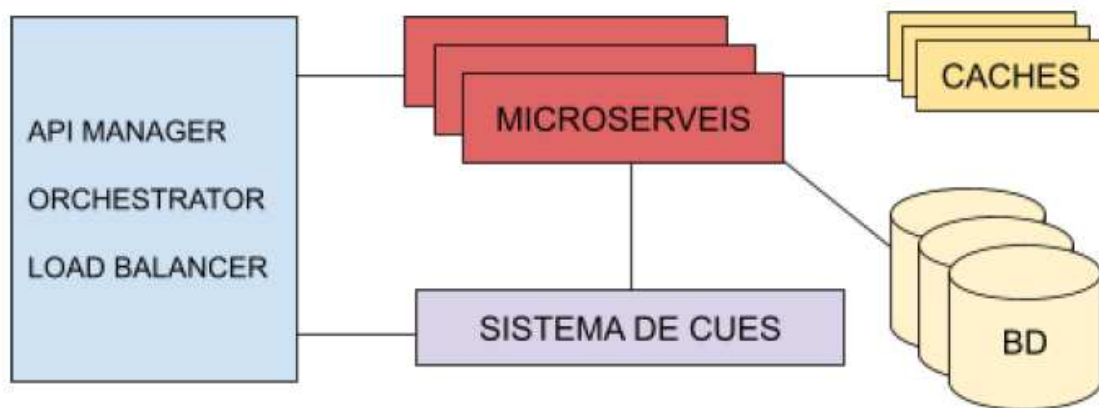 API MANAGER
ORCHESTRATOR
LOAD BALANCER
MICROSERVEIS
CACHES
SISTEMA DE CUES
BD